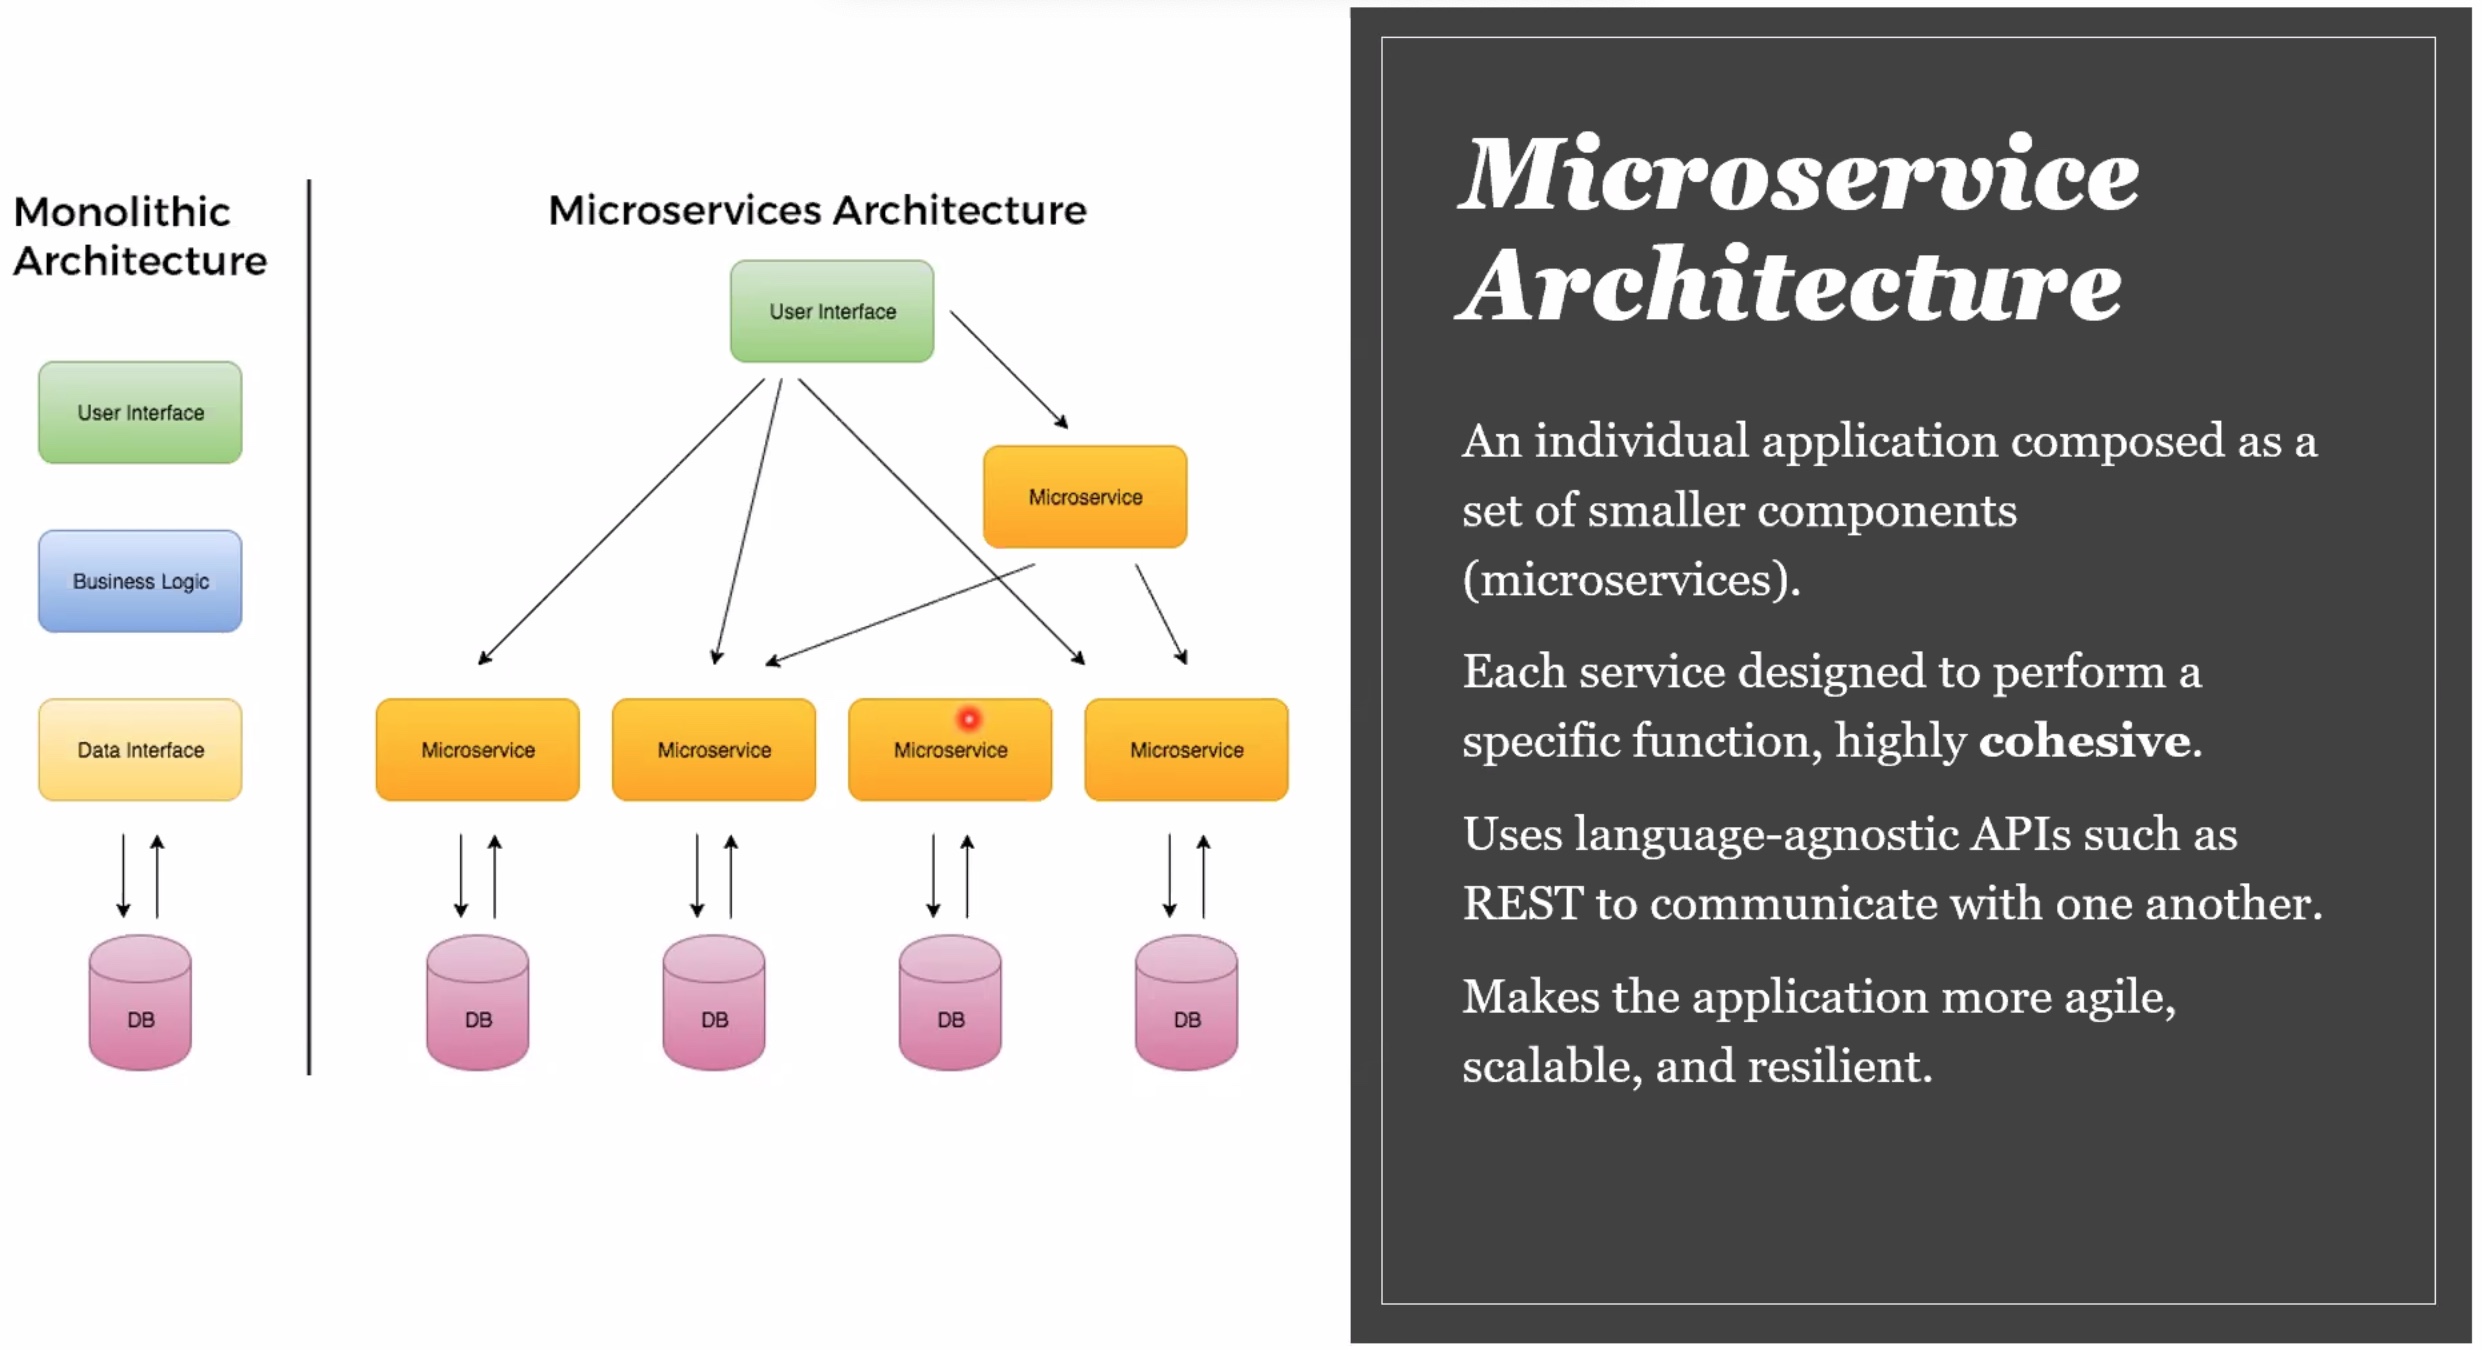 Monolithic
Architecture
User Interface
Business Logic
Data Interface
DB
Microservices Architecture
User Interface
Microservice
Microservice
Microservice
Microservice
Microservice
DB
DB
DB
DB
Microservice
Architecture
An individual application composed as a
set of smaller components
(microservices).
Each service designed to perform a
specific function, highly cohesive.
Uses language-agnostic APIs such as
REST to communicate with one another.
Makes the application more agile,
scalable, and resilient.